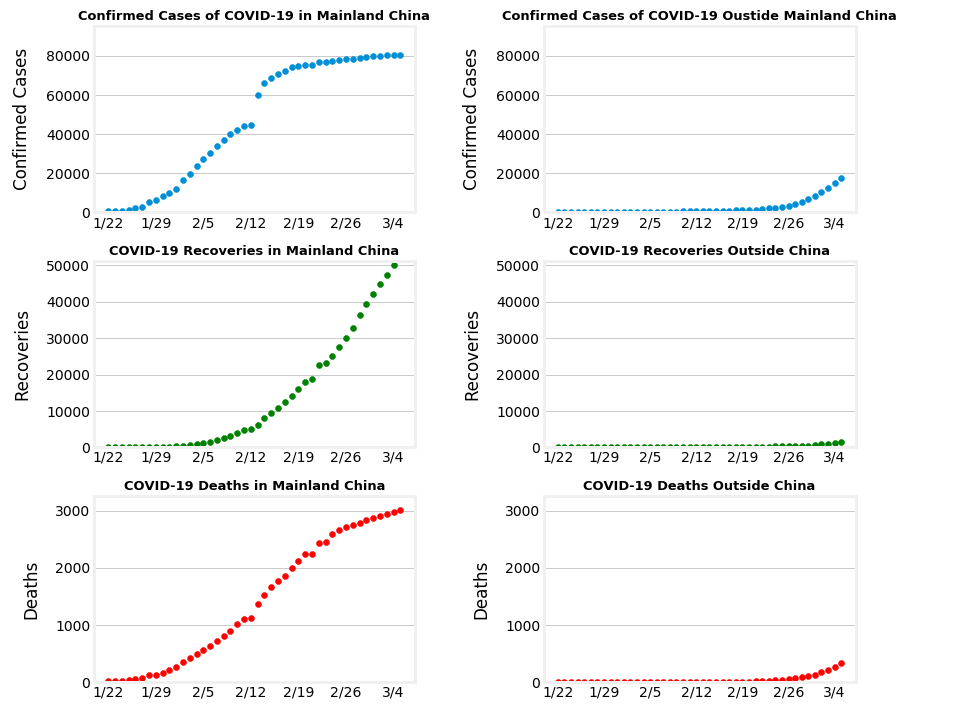 Confirmed Cases of COVID-19 in Mainland China
Confirmed Cases
80000
60000
40000
20000
0
1/22 1/29 2/5 2/12 2/19 2/26 3/4
Confirmed Cases of COVID-19 Oustide Mainland China
Confirmed Cases
80000
60000
40000
20000
0
1/22 1/29 2/5 2/12 2/19 2/26 3/4
COVID-19 Recoveries in Mainland China
Recoveries
50000
40000
30000
20000
10000
0
1/22 1/29 2/5 2/12 2/19 2/26 3/4
COVID-19 Recoveries Outside China
Recoveries
50000
40000
30000
20000
10000
0
1/22 1/29 2/5 2/12 2/19 2/26 3/4
COVID-19 Deaths in Mainland China
Deaths
3000
2000
1000
0
1/22 1/29 2/5 2/12 2/19 2/26 3/4
COVID-19 Deaths Outside China
Deaths
3000
2000
1000
0
1/22 1/29 2/5 2/12 2/19 2/26 3/4